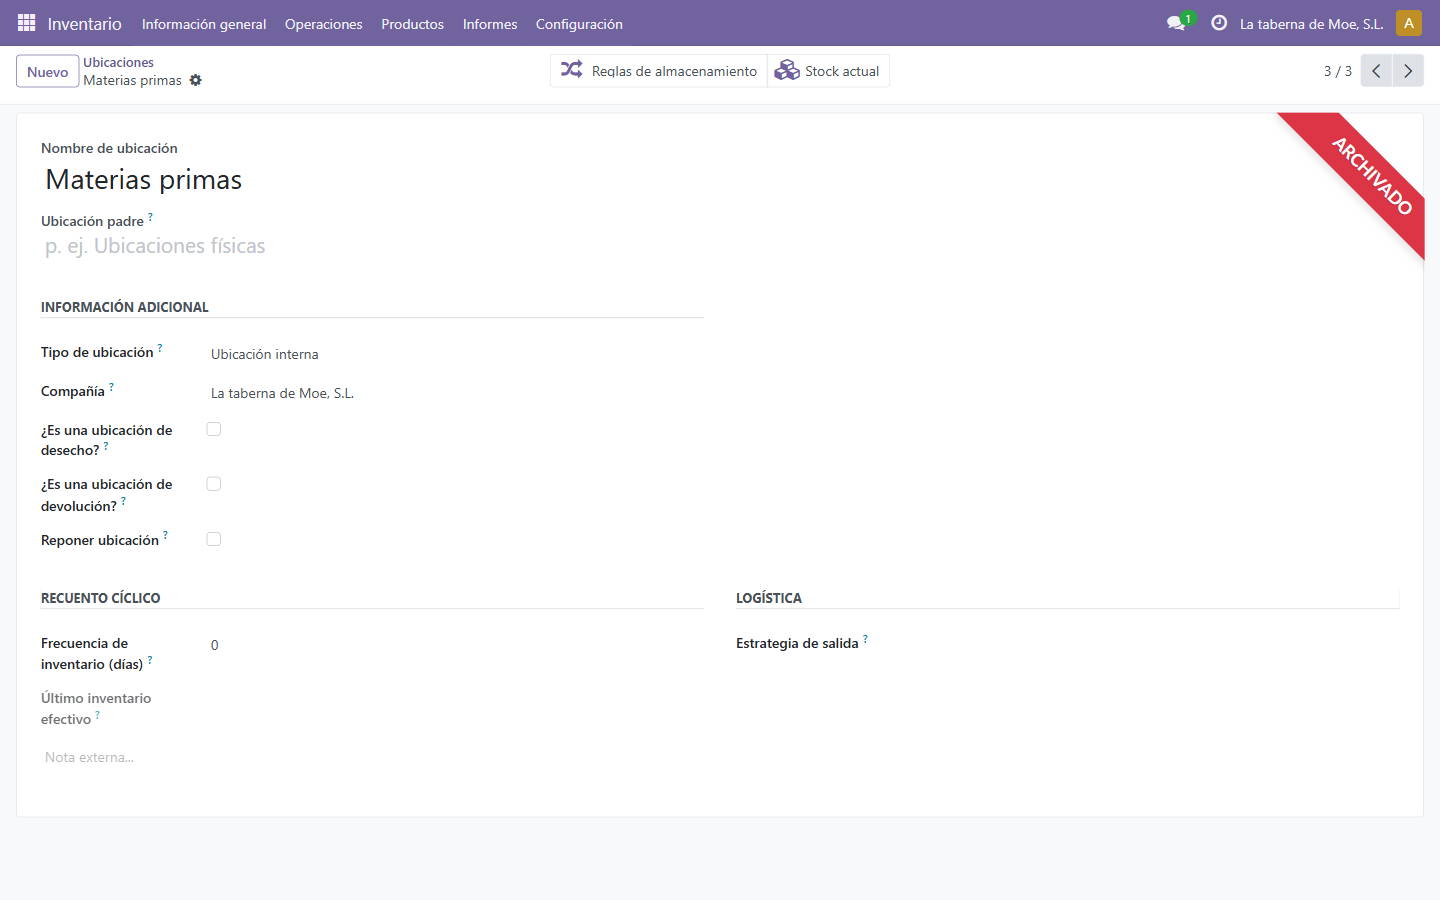 Inventario
Información general
Operaciones
Productos
Informes
Configuración
1
La taberna de Moe, S.L.
A
Nuevo
Ubicaciones
Materias primas
Reglas de almacenamiento
Stock actual
3 / 3
ARCHIVADO
Nombre de ubicación
Materias primas
Ubicación padre ?
p. ej. Ubicaciones físicas
INFORMACIÓN ADICIONAL
Tipo de ubicación ?
Ubicación interna
Compañía ?
La taberna de Moe, S.L.
¿Es una ubicación de
desecho? ?
¿Es una ubicación de
devolución? ?
Reponer ubicación ?
RECUENTO CÍCLICO
Frecuencia de
inventario (días) ?
0
Último inventario
efectivo ?
Nota externa...
LOGÍSTICA
Estrategia de salida ?